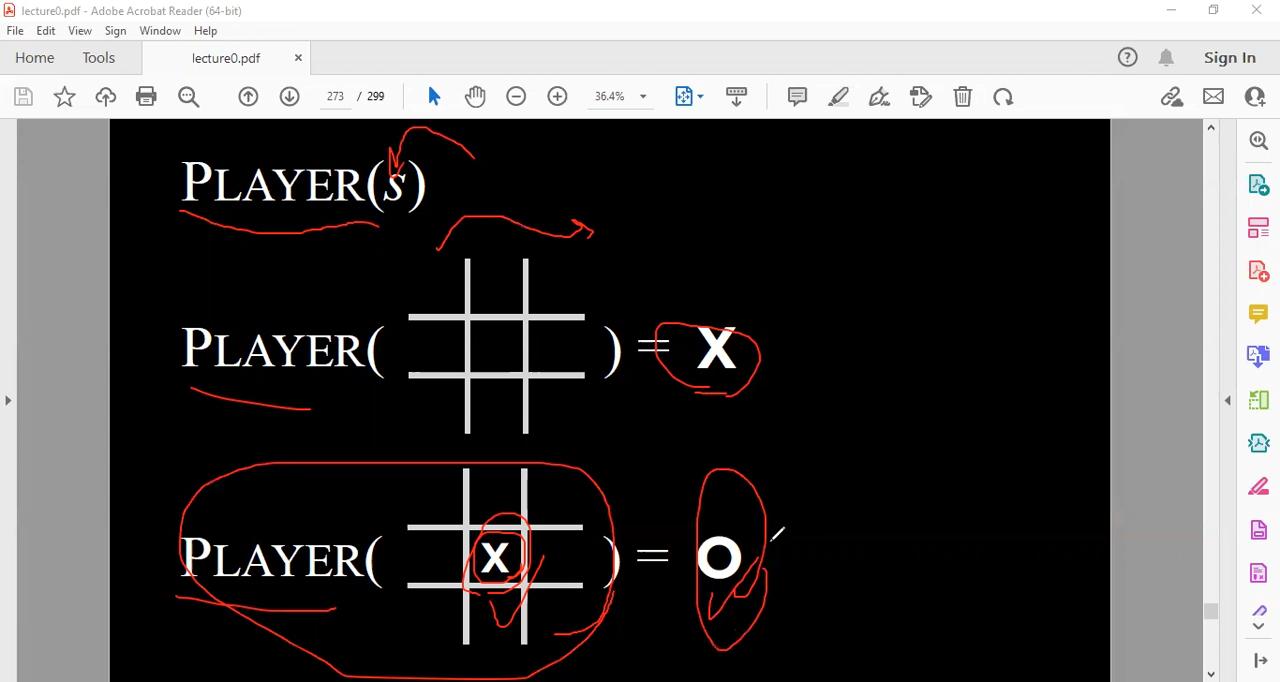 lecture0.pdf - Adobe Acrobat Reader (64-bit)
File Edit View Sign Window Help
Home Tools lecture0.pdf × Sign In
273 / 299 36.4%
PLAYER(s)
PLAYER( ) = X
PLAYER( X ) = O